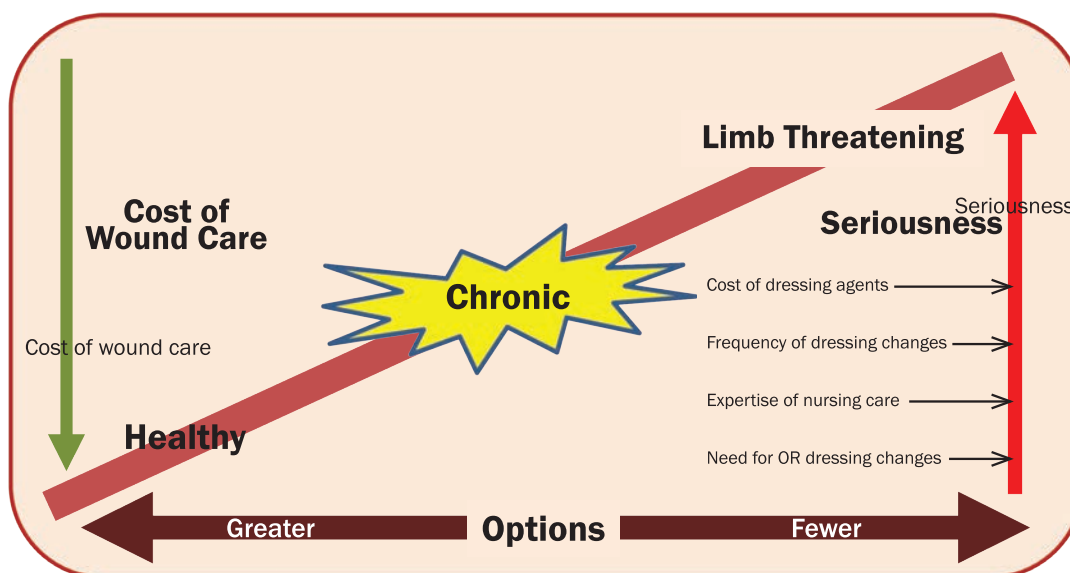 Limb Threatening
Cost of
Wound Care
Seriousness
Seriousness
Cost of dressing agents
Chronic
Frequency of dressing changes
Cost of wound care
Expertise of nursing care
Healthy
Need for OR dressing changes
Greater
Options
Fewer